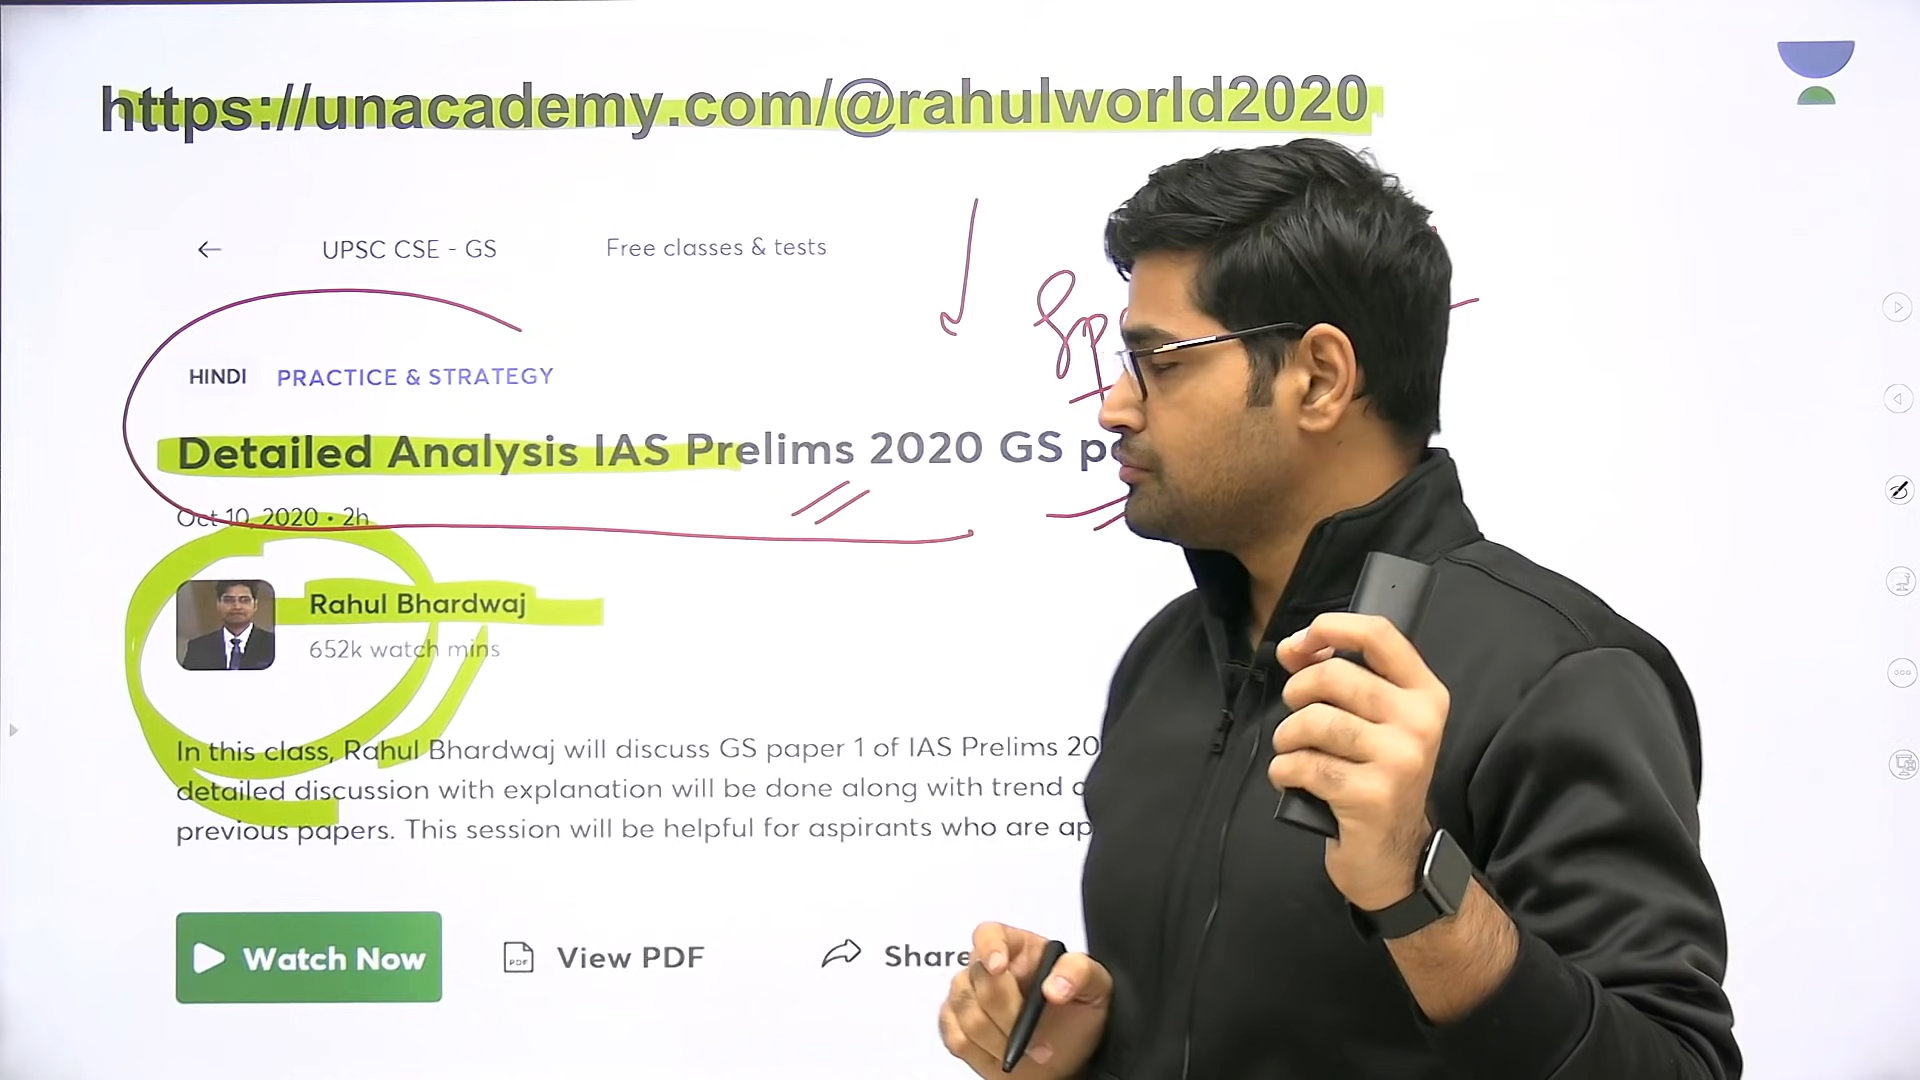 https://unacademy.com/@rahulworld2020
UPSC CSE - GS Free classes & tests
HINDI PRACTICE & STRATEGY
Detailed Analysis IAS Prelims 2020 GS
Oct 10, 2020 • 2h
Rahul Bhardwaj
652k watch mins
In this class, Rahul Bhardwaj will discuss GS paper 1 of IAS Prelims 20
detailed discussion with explanation will be done along with trend
previous papers. This session will be helpful for aspirants who are ap
Watch Now
PDF
View PDF
Share